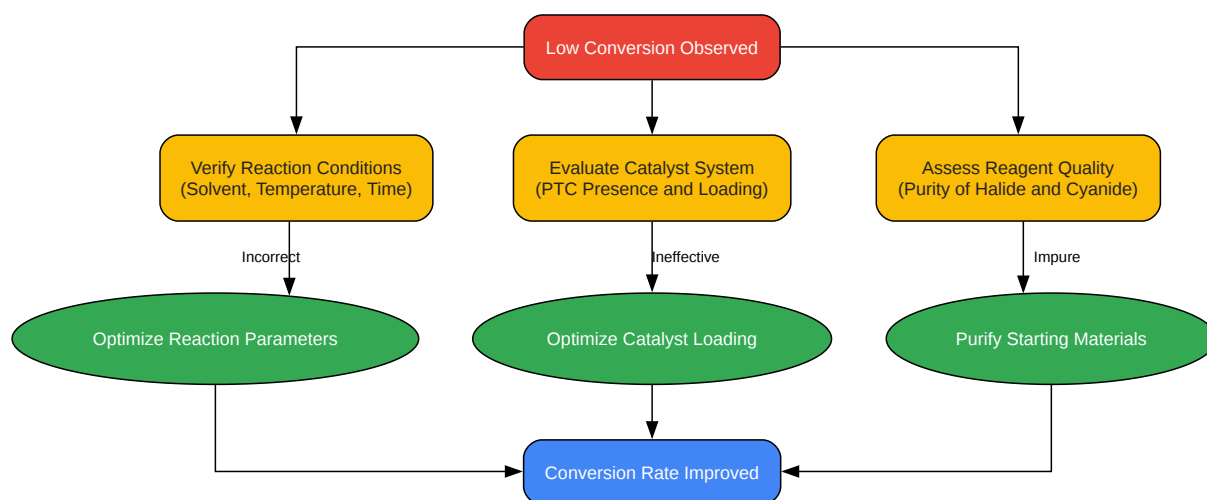 Low Conversion Observed
Verify Reaction Conditions
(Solvent, Temperature, Time)
Evaluate Catalyst System
(PTC Presence and Loading)
Assess Reagent Quality
(Purity of Halide and Cyanide)
Incorrect
Ineffective
Impure
Optimize Reaction Parameters
Optimize Catalyst Loading
Purify Starting Materials
Conversion Rate Improved